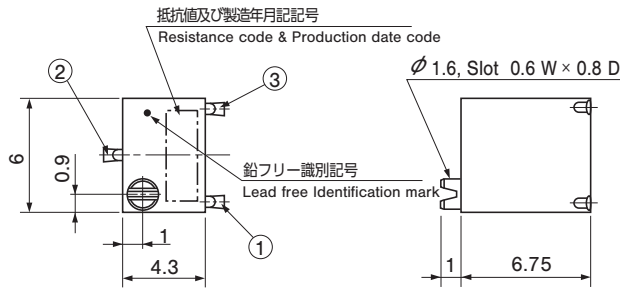 抵抗値及び製造年月記記号
Resistance code & Production date code
② ③
ϕ 1.6, Slot 0.6 W × 0.8 D
6
0.9
鉛フリー識別記号
Lead free Identification mark
①
1
4.3
1
6.75